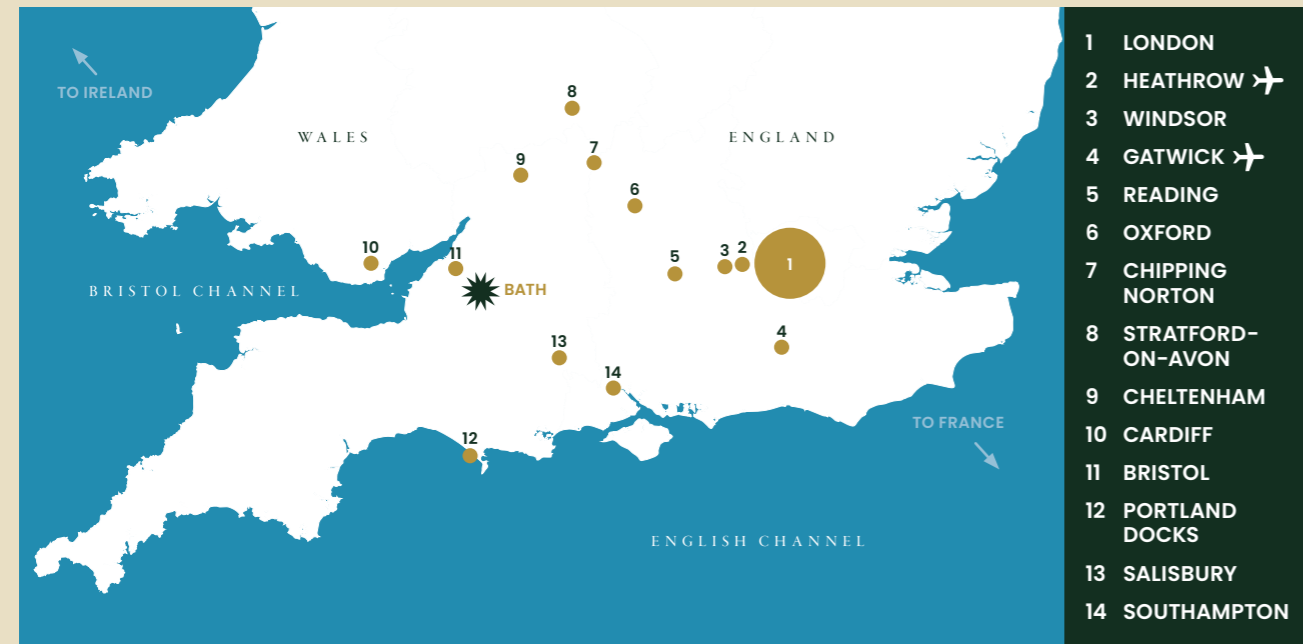 TO IRELAND
WALES
ENGLAND
8
7
9
6
10
11
5
3
2
1
BRISTOL CHANNEL
BATH
4
13
14
12
TO FRANCE
ENGLISH CHANNEL
1 LONDON
2 HEATHROW
3 WINDSOR
4 GATWICK
5 READING
6 OXFORD
7 CHIPPING
NORTON
8 STRATFORD-
ON-AVON
9 CHELTENHAM
10 CARDIFF
11 BRISTOL
12 PORTLAND
DOCKS
13 SALISBURY
14 SOUTHAMPTON